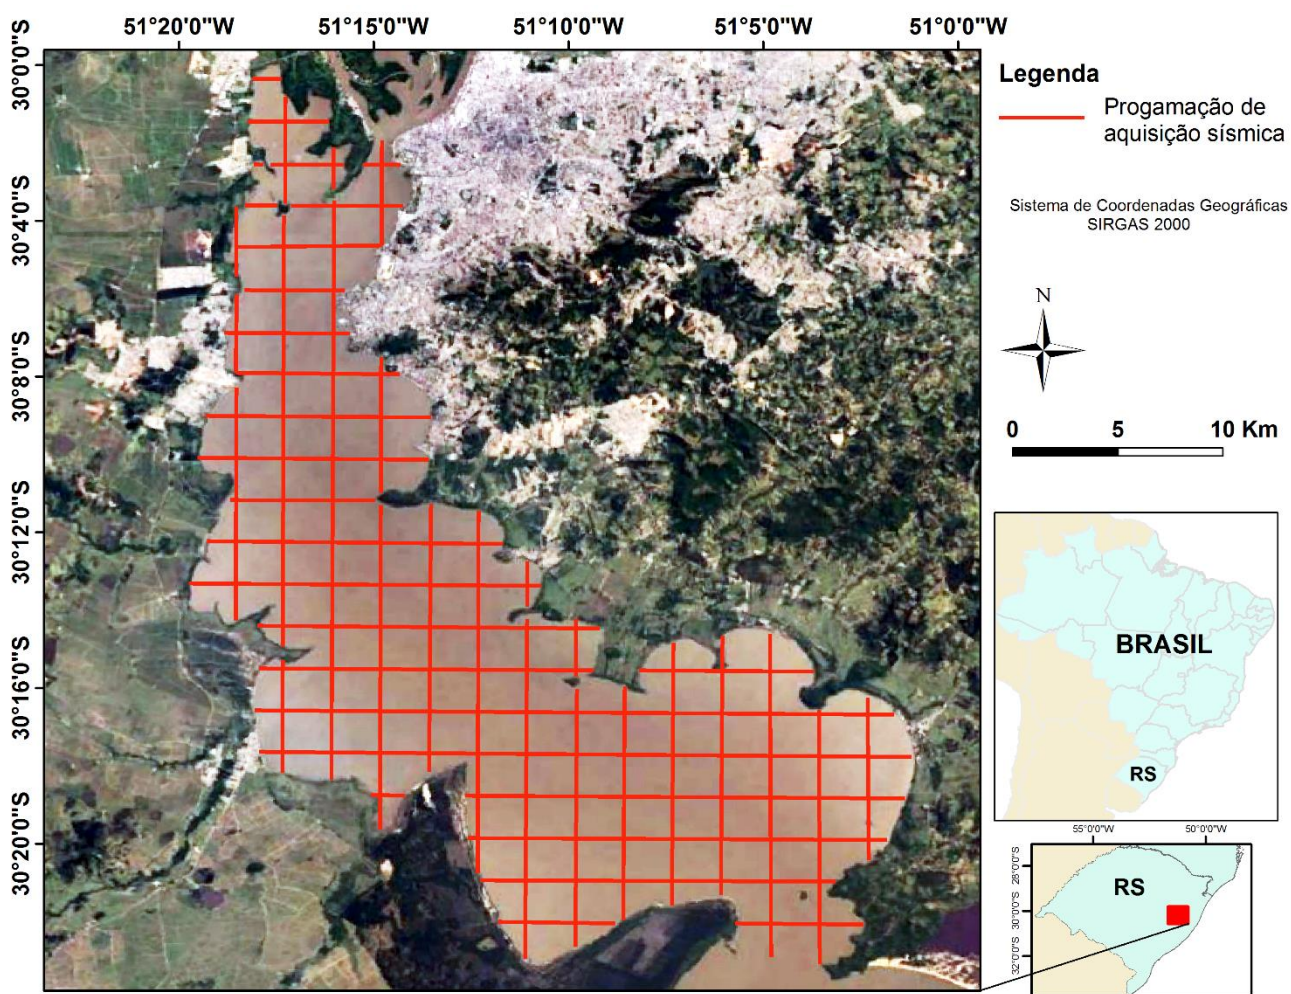 51°20'0"W 51°15'0"W 51°10'0"W 51°5'0"W 51°0'0"W
30°0'0"S
30°4'0"S
30°8'0"S
30°12'0"S
30°16'0"S
30°20'0"S
Legenda
Progamação de
aquisição sísmica
Sistema de Coordenadas Geográficas
SIRGAS 2000
N
0 5 10 Km
BRASIL
RS
55°0'0"W 50°0'0"W
28°0'0"S
30°0'0"S
32°0'0"S
RS